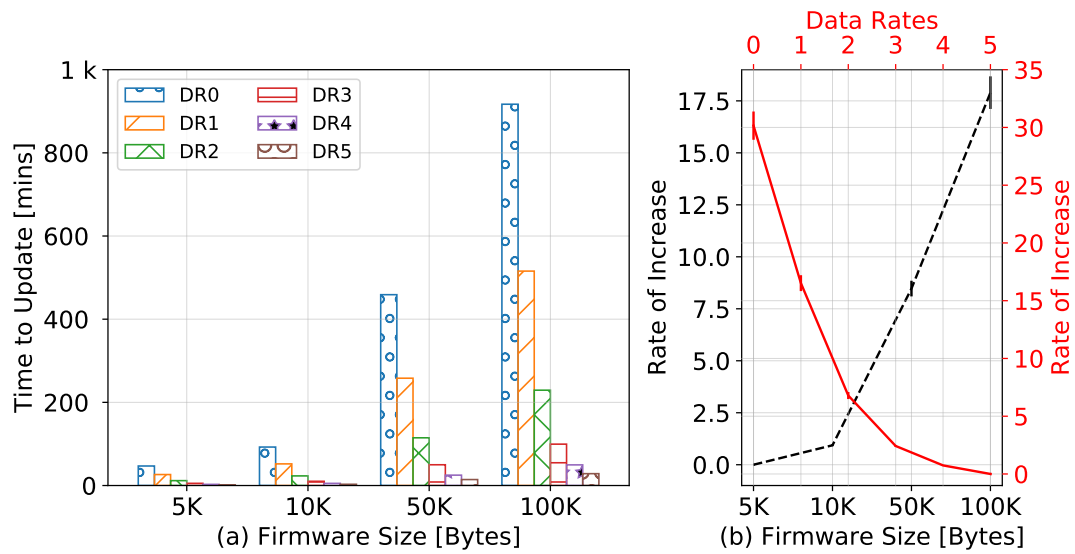 Data Rates
0 1 2 3 4 5
1 k
800
600
400
200
0
Time to Update [mins]
DR0 DR3
DR1 DR4
DR2 DR5
5K 10K 50K 100K
(a) Firmware Size [Bytes]
17.5
15.0
12.5
10.0
7.5
5.0
2.5
0.0
Rate of Increase
35
30
25
20
15
10
5
0
Rate of Increase
5K 10K 50K 100K
(b) Firmware Size [Bytes]